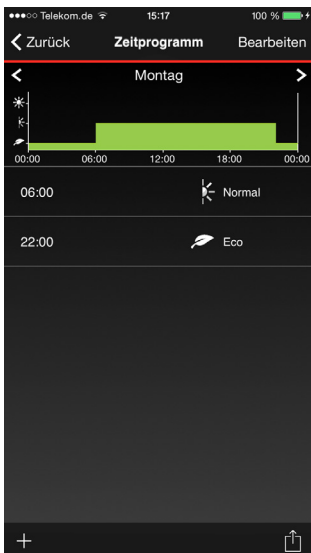 Telekom.de 15:17 100 %
Zurück Zeitprogramm Bearbeiten
Montag
00:00 06:00 12:00 18:00 00:00
06:00 Normal
22:00 Eco